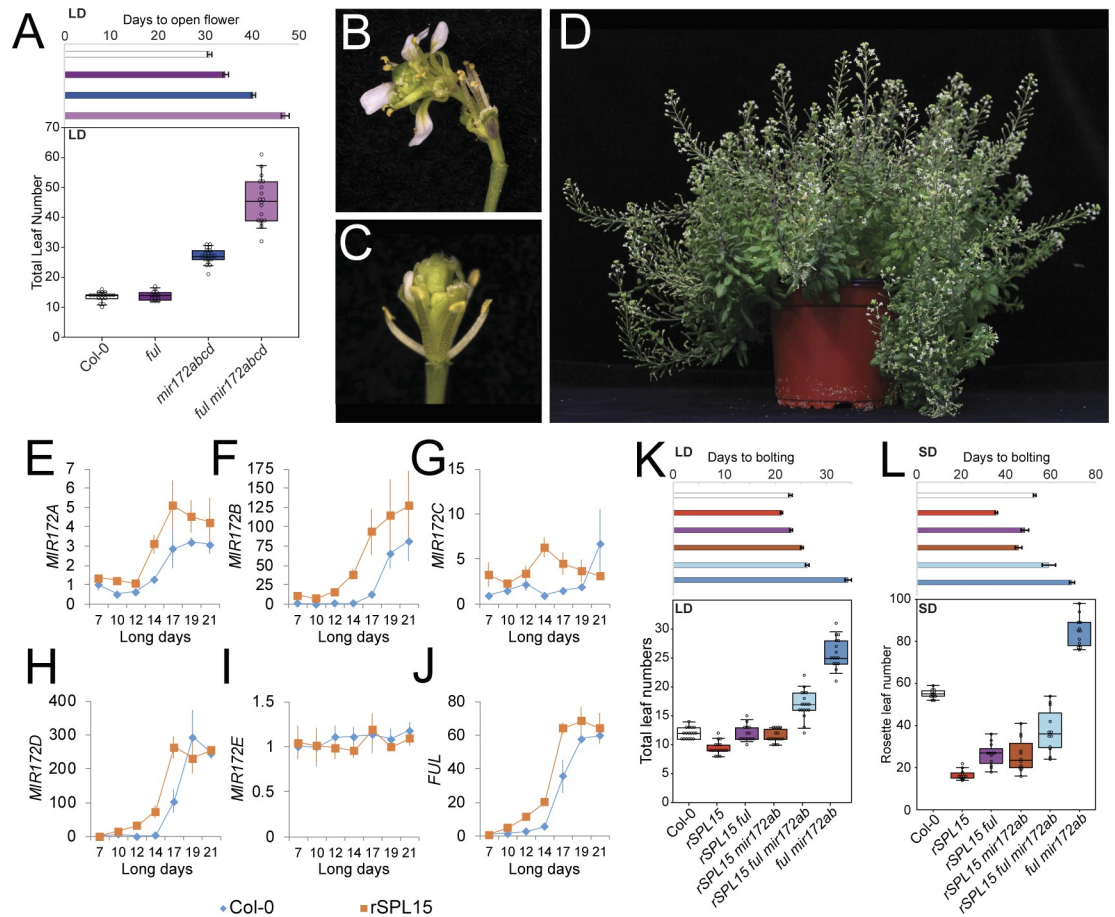 A
LD
Days to open flower
0 10 20 30 40 50
LD
70
60
50
40
30
20
10
0
Total Leaf Number
Col-0
ful
mir172abcd
ful mir172abcd
B
C
D
E
MIR172A
7
6
5
4
3
2
1
0
7 10 12 14 17 19 21
Long days
F
MIR172B
175
150
125
100
75
50
25
0
7 10 12 14 17 19 21
Long days
G
MIR172C
15
10
5
0
7 10 12 14 17 19 21
Long days
H
MIR172D
400
300
200
100
0
7 10 12 14 17 19 21
Long days
I
MIR172E
1.5
1
0.5
0
7 10 12 14 17 19 21
Long days
J
FUL
80
60
40
20
0
7 10 12 14 17 19 21
Long days
Col-0
rSPL15
K
LD
Days to bolting
0 10 20 30
LD
30
25
20
15
10
5
0
Total leaf numbers
Col-0
rSPL15
rSPL15 ful
rSPL15 mir172ab
rSPL15 ful mir172ab
ful mir172ab
L
SD
Days to bolting
0 20 40 60 80
SD
100
80
60
40
20
0
Rosette leaf number
Col-0
rSPL15
rSPL15 ful
rSPL15 mir172ab
rSPL15 ful mir172ab
ful mir172ab